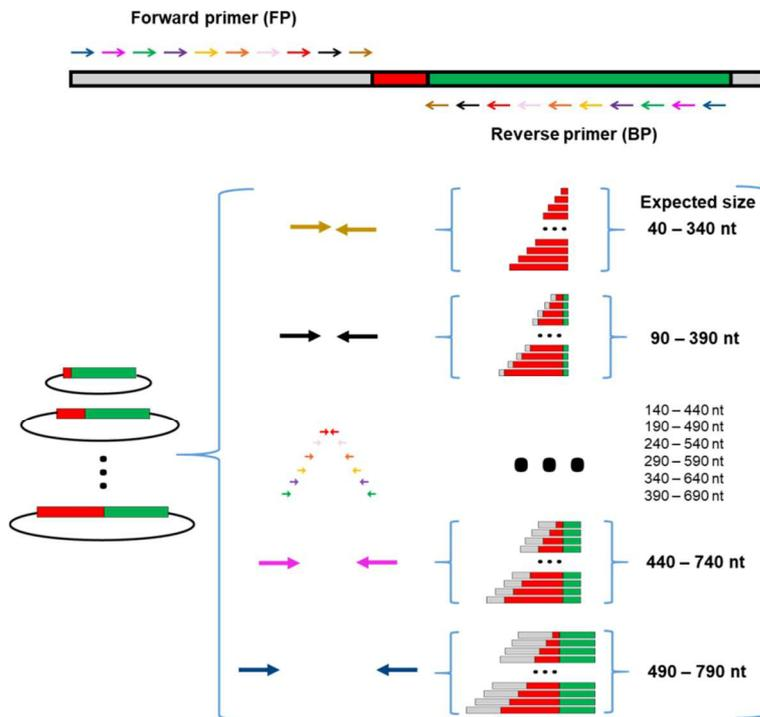 Forward primer (FP)
Reverse primer (BP)
Expected size
40 – 340 nt
90 – 390 nt
140 – 440 nt
190 – 490 nt
240 – 540 nt
290 – 590 nt
340 – 640 nt
390 – 690 nt
440 – 740 nt
490 – 790 nt